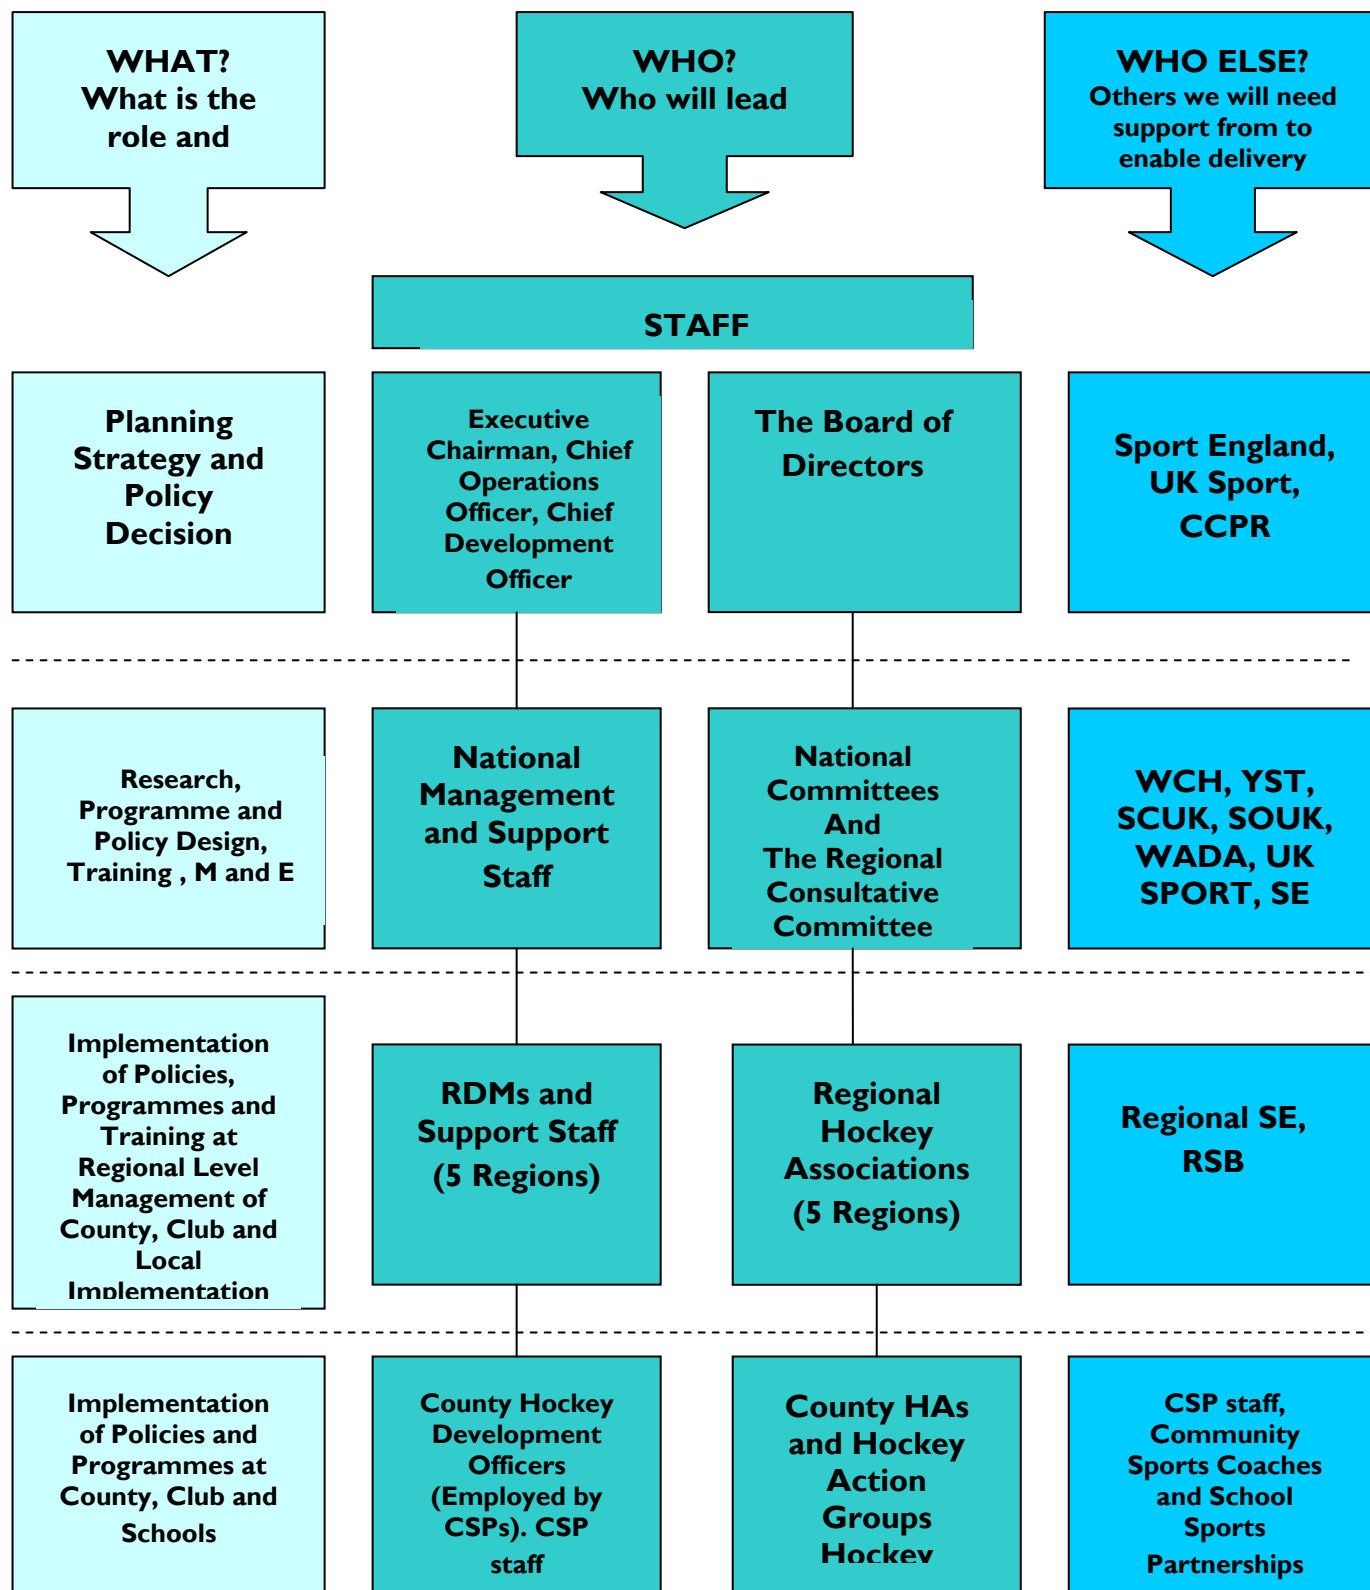 WHAT?
What is the
role and
WHO?
Who will lead
WHO ELSE?
Others we will need
support from to
enable delivery
STAFF
Planning
Strategy and
Policy
Decision
Executive
Chairman, Chief
Operations
Officer, Chief
Development
Officer
The Board of
Directors
Sport England,
UK Sport,
CCPR
Research,
Programme and
Policy Design,
Training , M and E
National
Management
and Support
Staff
National
Committees
And
The Regional
Consultative
Committee
WCH, YST,
SCUK, SOUK,
WADA, UK
SPORT, SE
Implementation
of Policies,
Programmes and
Training at
Regional Level
Management of
County, Club and
Local
Implementation
RDMs and
Support Staff
(5 Regions)
Regional
Hockey
Associations
(5 Regions)
Regional SE,
RSB
Implementation
of Policies and
Programmes at
County, Club and
Schools
County Hockey
Development
Officers
(Employed by
CSPs). CSP
staff
County HAs
and Hockey
Action
Groups
Hockey
CSP staff,
Community
Sports Coaches
and School
Sports
Partnerships